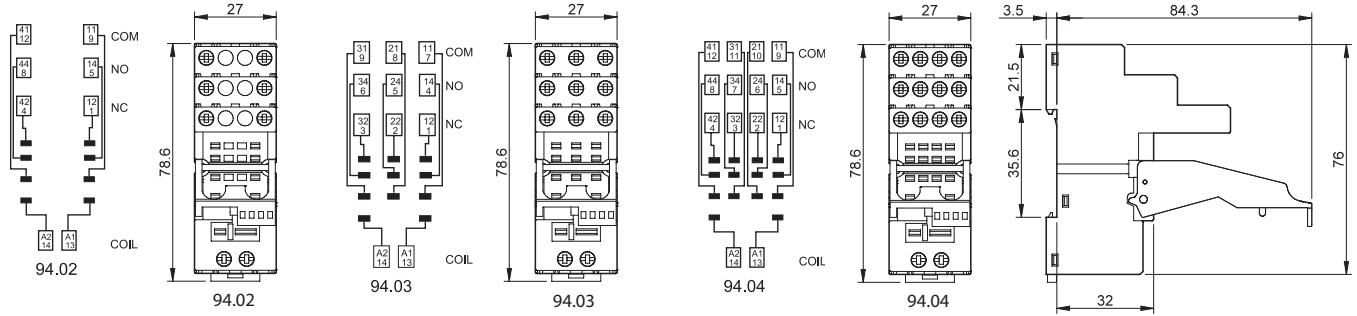 41 12
11 9
COM
44 8
14 5
NO
42 4
12 1
NC
A2 14
A1 13
COIL
94.02
27
78.6
94.02
31 9
21 8
11 7
COM
34 6
24 5
14 4
NO
32 3
22 2
12 1
NC
A2 14
A1 13
COIL
94.03
27
78.6
94.03
41 12
31 11
21 10
11 9
COM
44 8
34 7
24 6
14 5
NO
42 4
32 3
22 2
12 1
NC
A2 14
A1 13
COIL
94.04
27
78.6
94.04
3.5
84.3
21.5
35.6
76
32